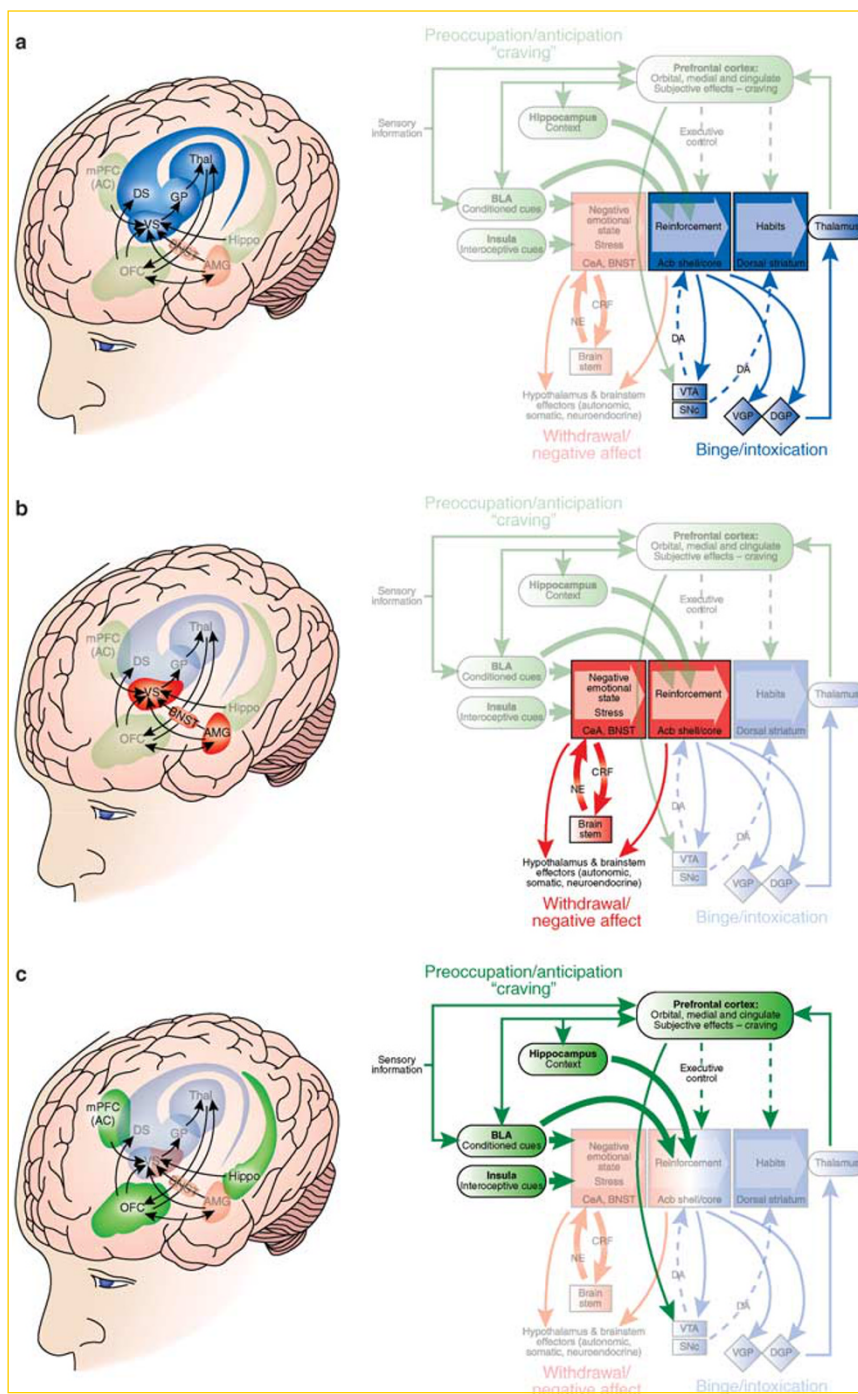 a
Preoccupation/anticipation
"craving"
Prefrontal cortex:
Orbital, medial and cingulate
Subjective effects – craving
Sensory
information
Hippocampus
Context
Executive
control
mPFC
(AC)
Thal
DS
GP
VS
BNST
Hippo
OFC
AMG
BLA
Conditioned cues
Insula
Interoceptive cues
Negative
emotional
state
Stress
CeA, BNST
Reinforcement
Acb shell/core
Habits
Dorsal striatum
Thalamus
NE
CRF
Brain
stem
DA
DA
VTA
SNc
VGP
DGP
Hypothalamus & brainstem
effectors (autonomic,
somatic, neuroendocrine)
Withdrawal/
negative affect
Binge/intoxication
b
Preoccupation/anticipation
"craving"
Prefrontal cortex:
Orbital, medial and cingulate
Subjective effects – craving
Sensory
information
Hippocampus
Context
Executive
control
mPFC
(AC)
Thal
DS
GP
VS
BNST
Hippo
OFC
AMG
BLA
Conditioned cues
Insula
Interoceptive cues
Negative
emotional
state
Stress
CeA, BNST
Reinforcement
Acb shell/core
Habits
Dorsal striatum
Thalamus
NE
CRF
Brain
stem
DA
DA
VTA
SNc
VGP
DGP
Hypothalamus & brainstem
effectors (autonomic,
somatic, neuroendocrine)
Withdrawal/
negative affect
Binge/intoxication
c
Preoccupation/anticipation
"craving"
Prefrontal cortex:
Orbital, medial and cingulate
Subjective effects – craving
Sensory
information
Hippocampus
Context
Executive
control
mPFC
(AC)
Thal
DS
GP
VS
BNST
Hippo
OFC
AMG
BLA
Conditioned cues
Insula
Interoceptive cues
Negative
emotional
state
Stress
CeA, BNST
Reinforcement
Acb shell/core
Habits
Dorsal striatum
Thalamus
NE
CRF
Brain
stem
DA
DA
VTA
SNc
VGP
DGP
Hypothalamus & brainstem
effectors (autonomic,
somatic, neuroendocrine)
Withdrawal/
negative affect
Binge/intoxication